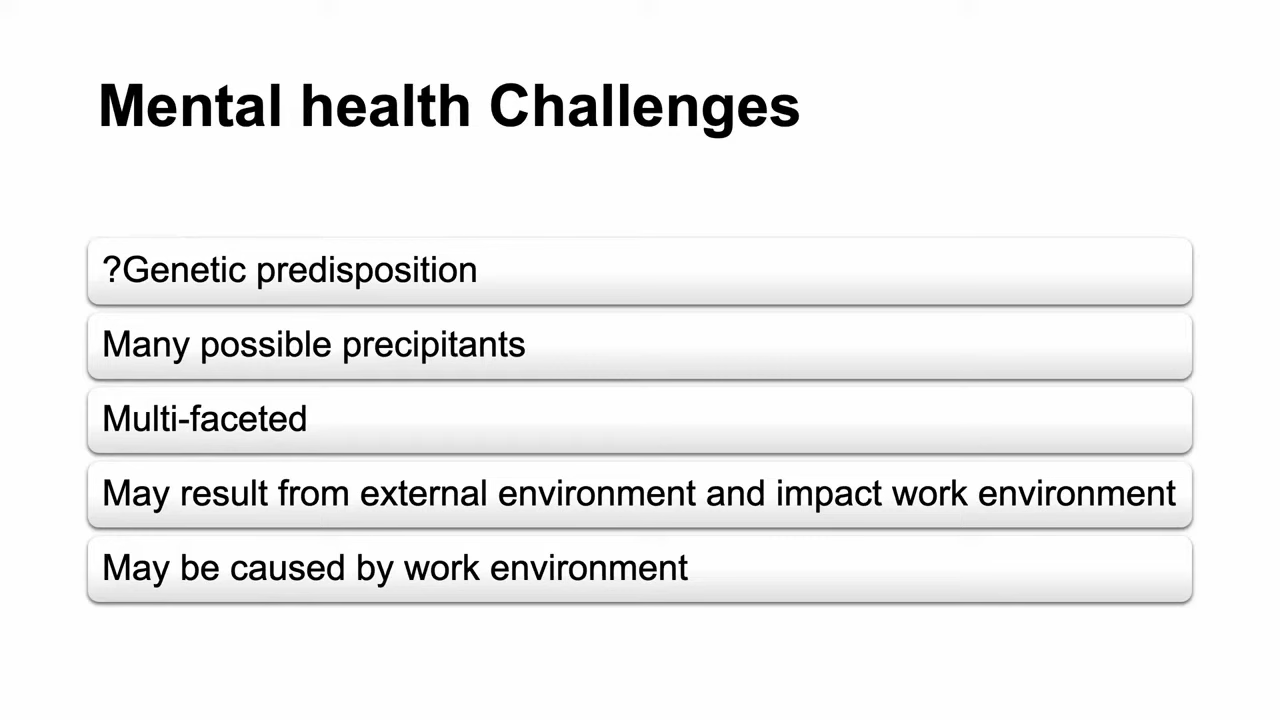 Mental health Challenges
?Genetic predisposition
Many possible precipitants
Multi-faceted
May result from external environment and impact work environment
May be caused by work environment